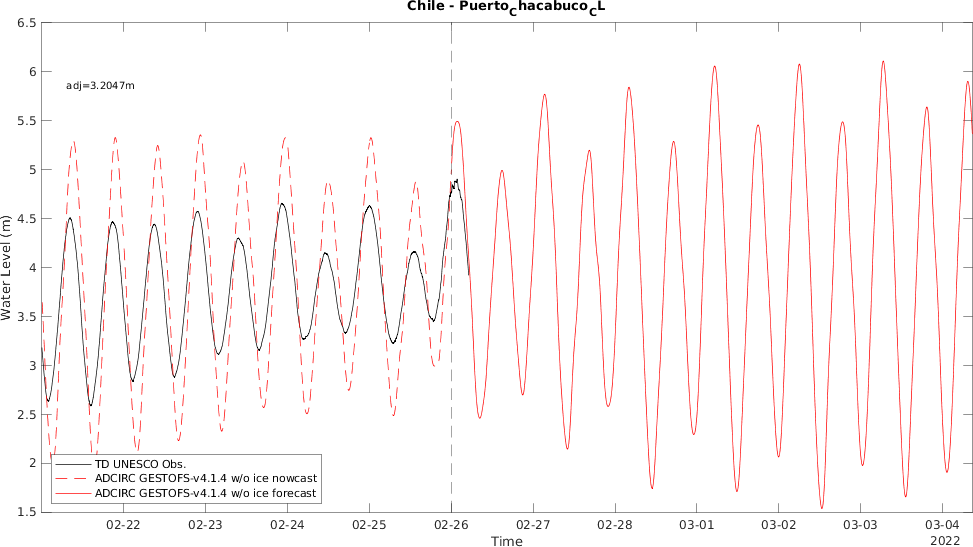 Chile - Puerto_Chacabuco_CL
6.5
6
5.5
5
4.5
4
3.5
3
2.5
2
1.5
Water Level (m)
adj=3.2047m
TD UNESCO Obs.
ADCIRC GESTOFS-v4.1.4 w/o ice nowcast
ADCIRC GESTOFS-v4.1.4 w/o ice forecast
02-22 02-23 02-24 02-25 02-26 02-27 02-28 03-01 03-02 03-03 03-04
2022
Time